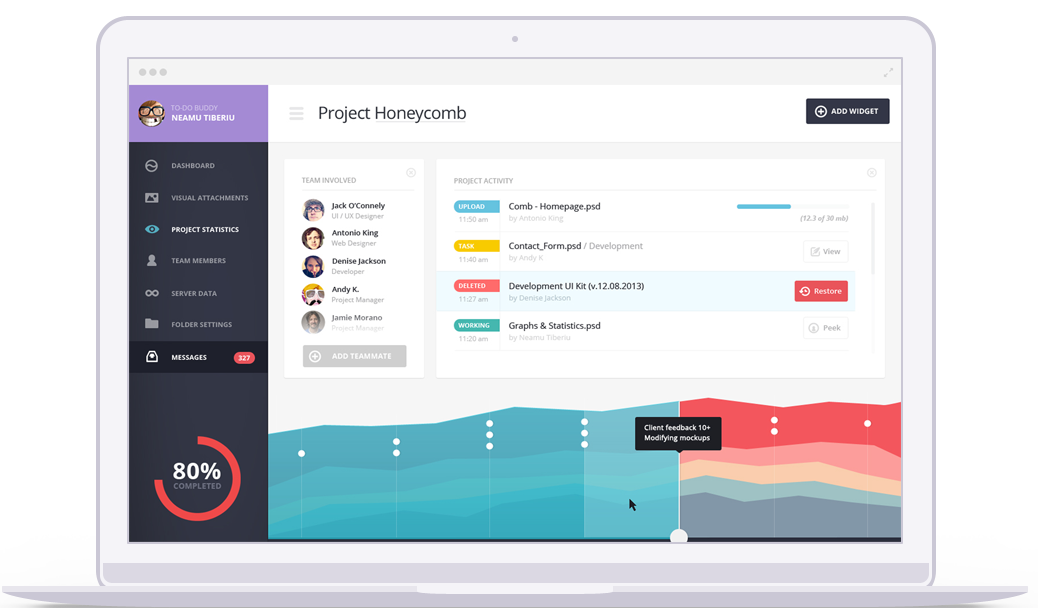 TO-DO BUDDY
NEAMU TIBERIU
DASHBOARD
VISUAL ATTACHMENTS
PROJECT STATISTICS
TEAM MEMBERS
SERVER DATA
FOLDER SETTINGS
MESSAGES 327
80%
COMPLETED
Project Honeycomb
ADD WIDGET
TEAM INVOLVED
Jack O'Connely
UI / UX Designer
Antonio King
Web Designer
Denise Jackson
Developer
Andy K.
Project Manager
Jamie Morano
Project Manager
ADD TEAMMATE
PROJECT ACTIVITY
UPLOAD Comb - Homepage.psd
11:50 am by Antonio King (12.3 of 30 mb)
TASK Contact_Form.psd / Development View
11:40 am by Andy K
DELETED Development UI Kit (v.12.08.2013) Restore
11:27 am by Denise Jackson
WORKING Graphs & Statistics.psd Peek
11:20 am by Neamu Tiberiu
Client feedback 10+
Modifying mockups